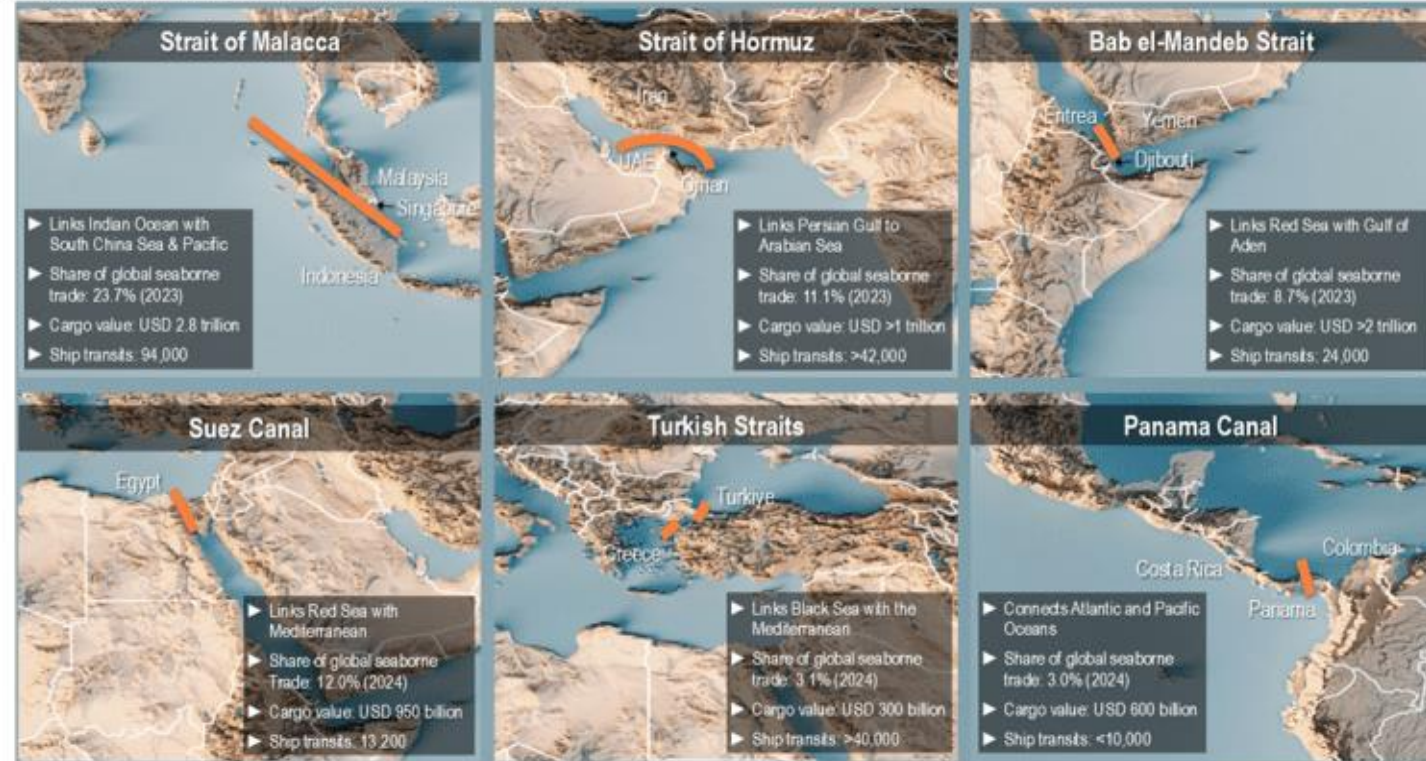 Strait of Malacca
Malaysia
Singapore
Indonesia
► Links Indian Ocean with
South China Sea & Pacific
► Share of global seaborne
trade: 23.7% (2023)
► Cargo value: USD 2.8 trillion
► Ship transits: 94,000
Strait of Hormuz
Iran
UAE
Oman
► Links Persian Gulf to
Arabian Sea
► Share of global seaborne
trade: 11.1% (2023)
► Cargo value: USD >1 trillion
► Ship transits: >42,000
Bab el-Mandeb Strait
Eritrea
Yemen
Djibouti
► Links Red Sea with Gulf of
Aden
► Share of global seaborne
trade: 8.7% (2023)
► Cargo value: USD >2 trillion
► Ship transits: 24,000
Suez Canal
Egypt
► Links Red Sea with
Mediterranean
► Share of global seaborne
Trade: 12.0% (2024)
► Cargo value: USD 950 billion
► Ship transits: 13,200
Turkish Straits
Turkiye
Greece
► Links Black Sea with the
Mediterranean
► Share of global seaborne
trade: 3.1% (2024)
► Cargo value: USD 300 billion
► Ship transits: >40,000
Panama Canal
Colombia
Costa Rica
Panama
► Connects Atlantic and Pacific
Oceans
► Share of global seaborne
trade: 3.0% (2024)
► Cargo value: USD 600 billion
► Ship transits: <10,000